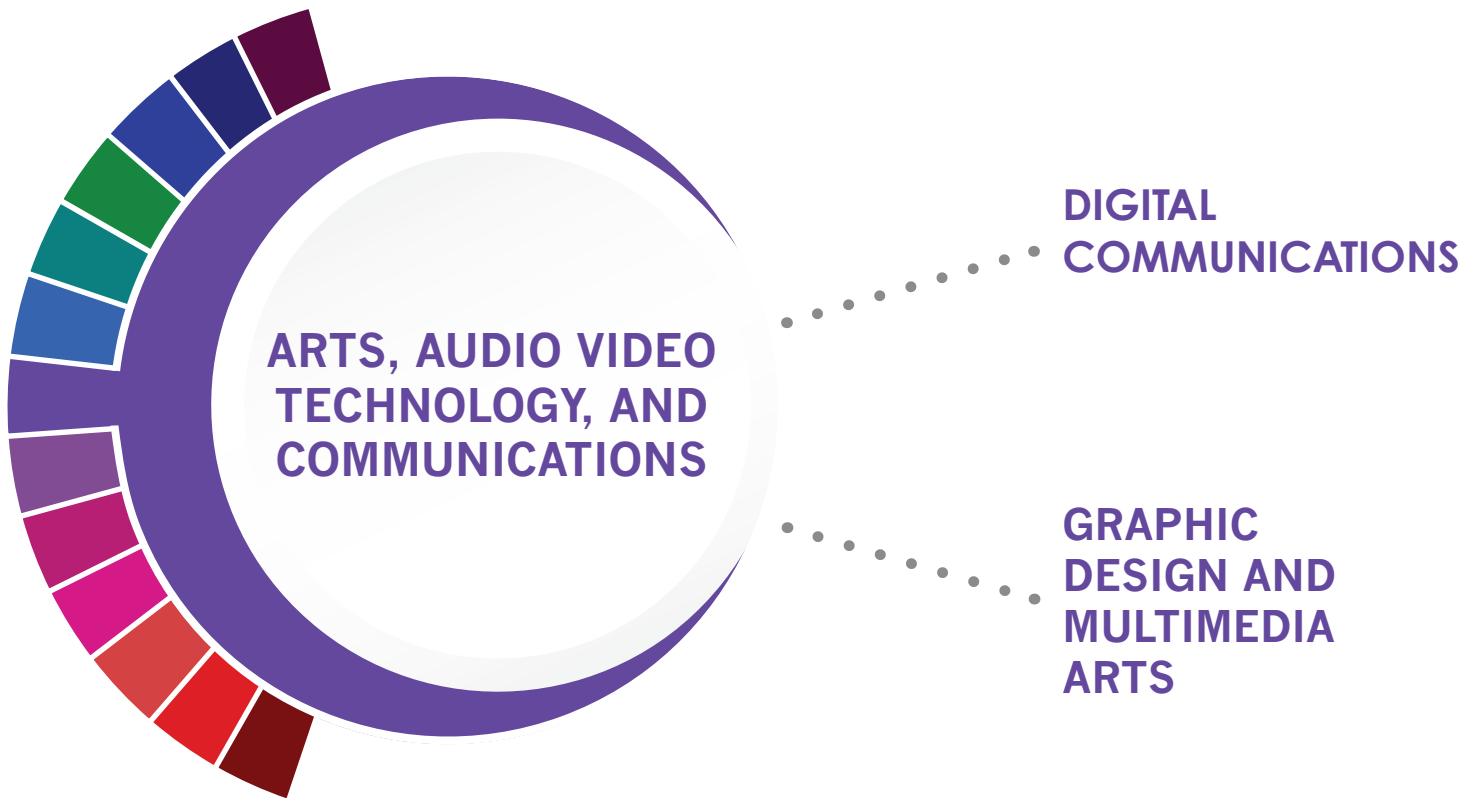 ARTS, AUDIO VIDEO
TECHNOLOGY, AND
COMMUNICATIONS
DIGITAL
COMMUNICATIONS
GRAPHIC
DESIGN AND
MULTIMEDIA
ARTS